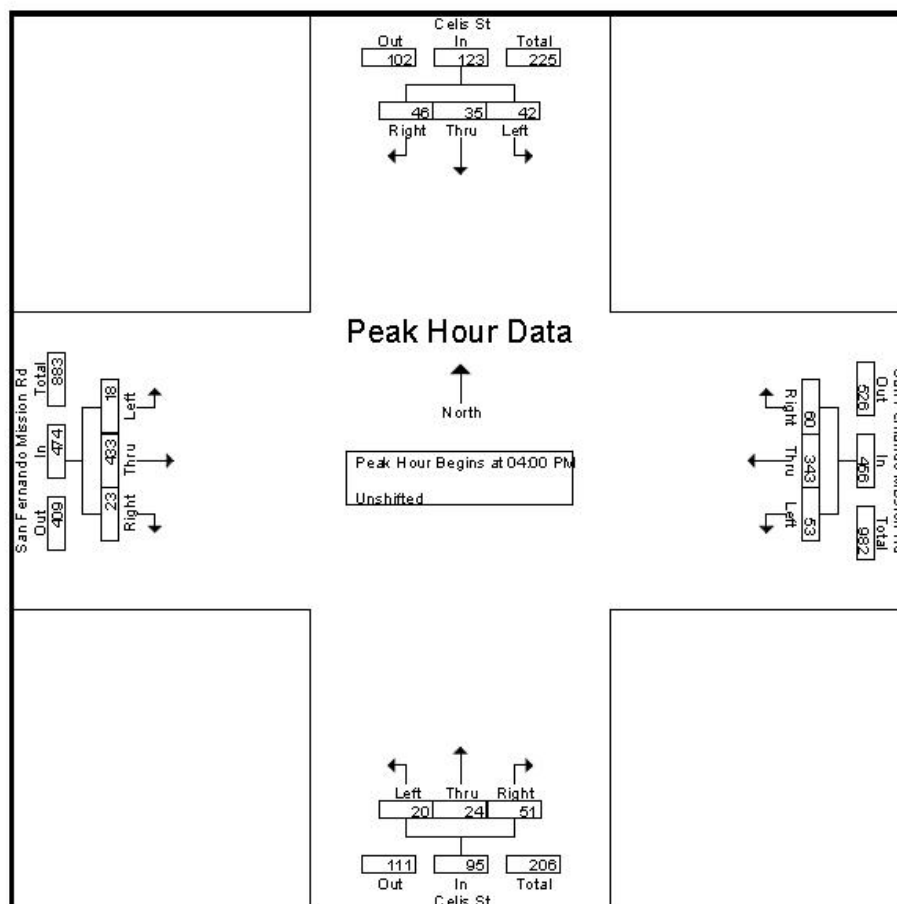 Celis St
Out In Total
102 123 225
46 35 42
Right Thru Left
Peak Hour Data
North
Peak Hour Begins at 04:00 PM
Unshifted
San Fernando Mission Rd
Total In Out
883 474 409
18 433 23
Left Thru Right
Right Thru Left
60 343 53
526 456 982
Out In Total
Left Thru Right
20 24 51
111 95 206
Out In Total
Celis St